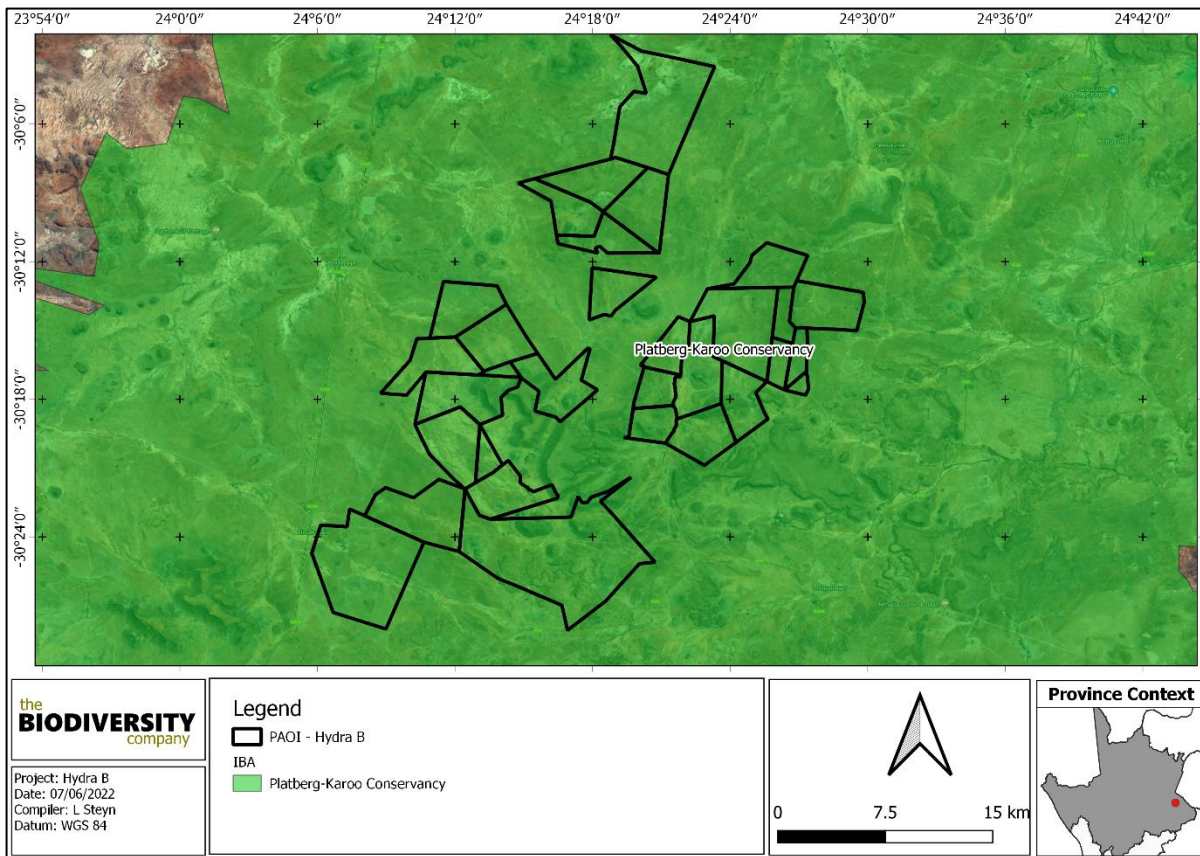 23°54'0″ 24°0'0″ 24°6'0″ 24°12'0″ 24°18'0″ 24°24'0″ 24°30'0″ 24°36'0″ 24°42'0″
-30°6'0″
-30°12'0″
-30°18'0″
-30°24'0″
Platberg-Karoo Conservancy
the
BIODIVERSITY
company
Project: Hydra B
Date: 07/06/2022
Compiler: L Steyn
Datum: WGS 84
Legend
PAOI - Hydra B
IBA
Platberg-Karoo Conservancy
0 7.5 15 km
Province Context